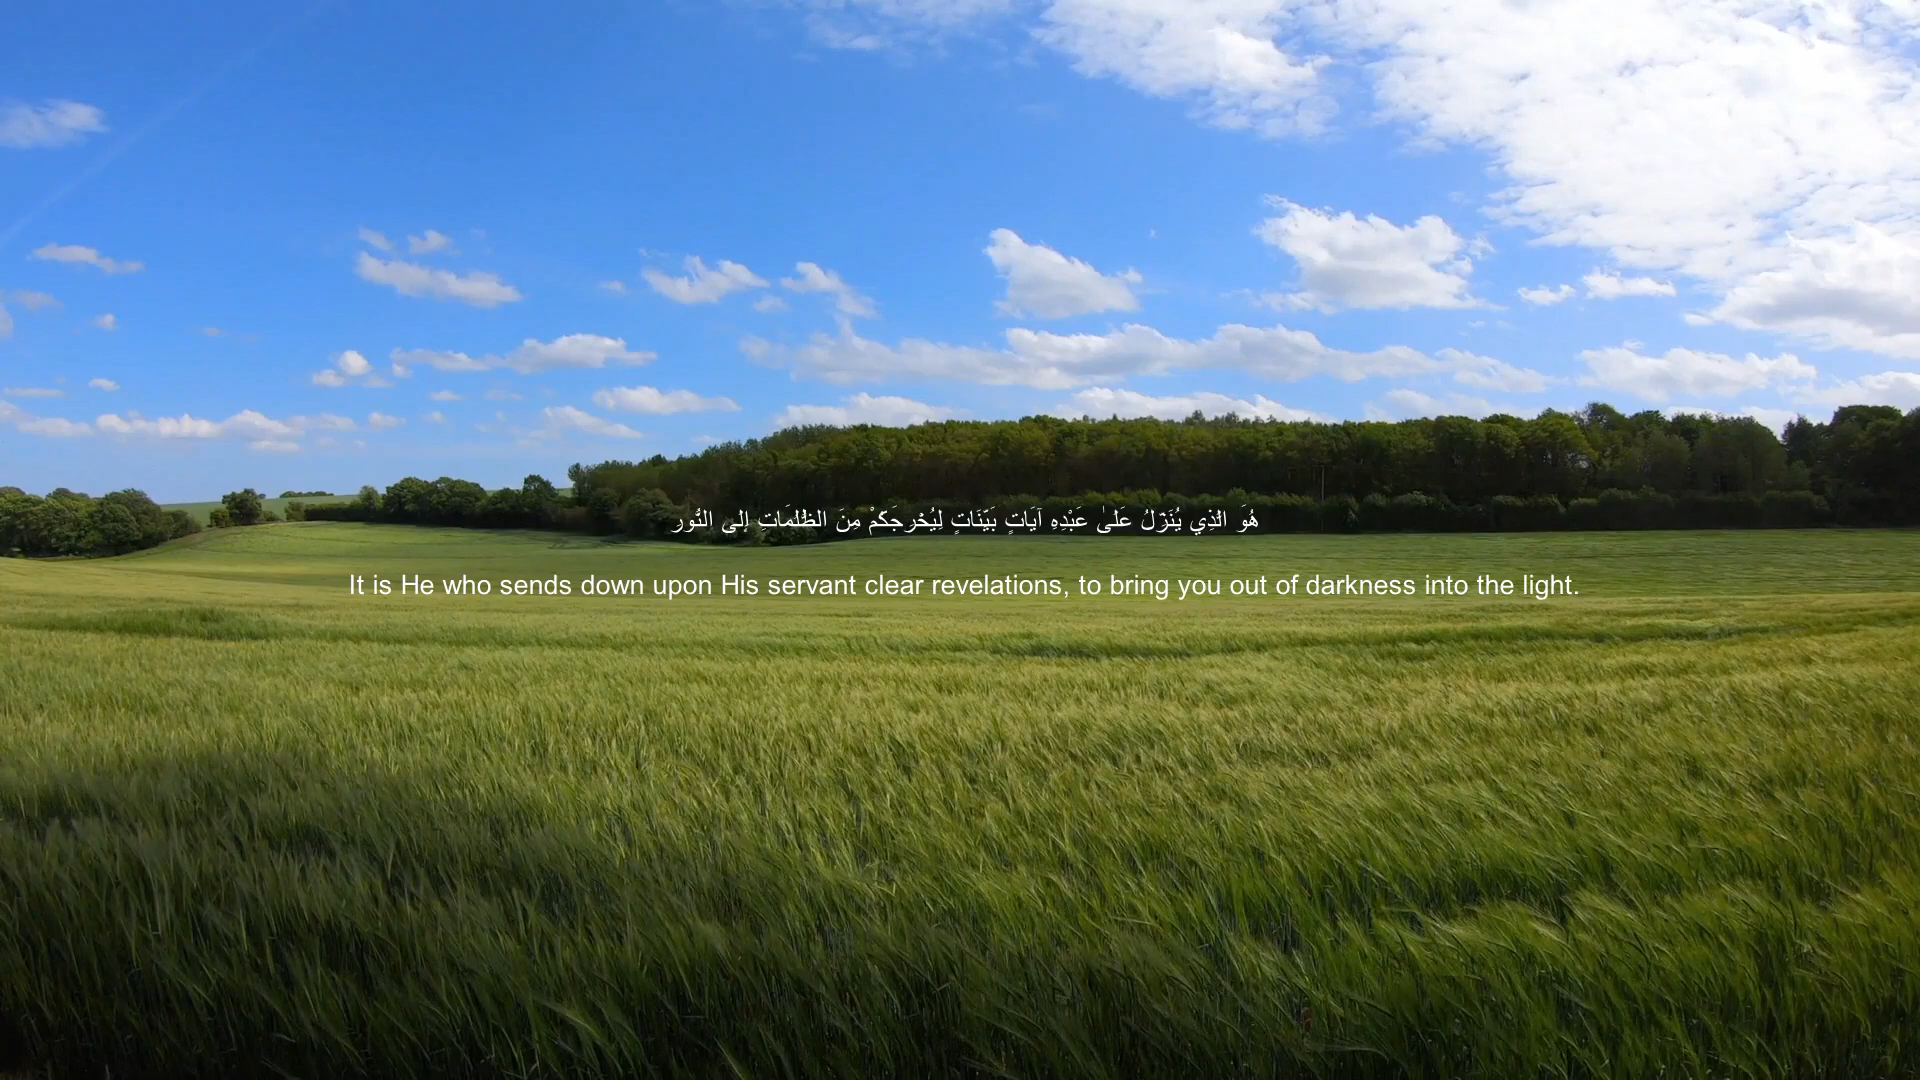 هُوَ الَّذِي يُنَزِّلُ عَلَىٰ عَبْدِهِ آيَاتٍ بَيِّنَاتٍ لِيُخْرِجَكُمْ مِنَ الظُّلُمَاتِ إِلَى النُّورِ
It is He who sends down upon His servant clear revelations, to bring you out of darkness into the light.